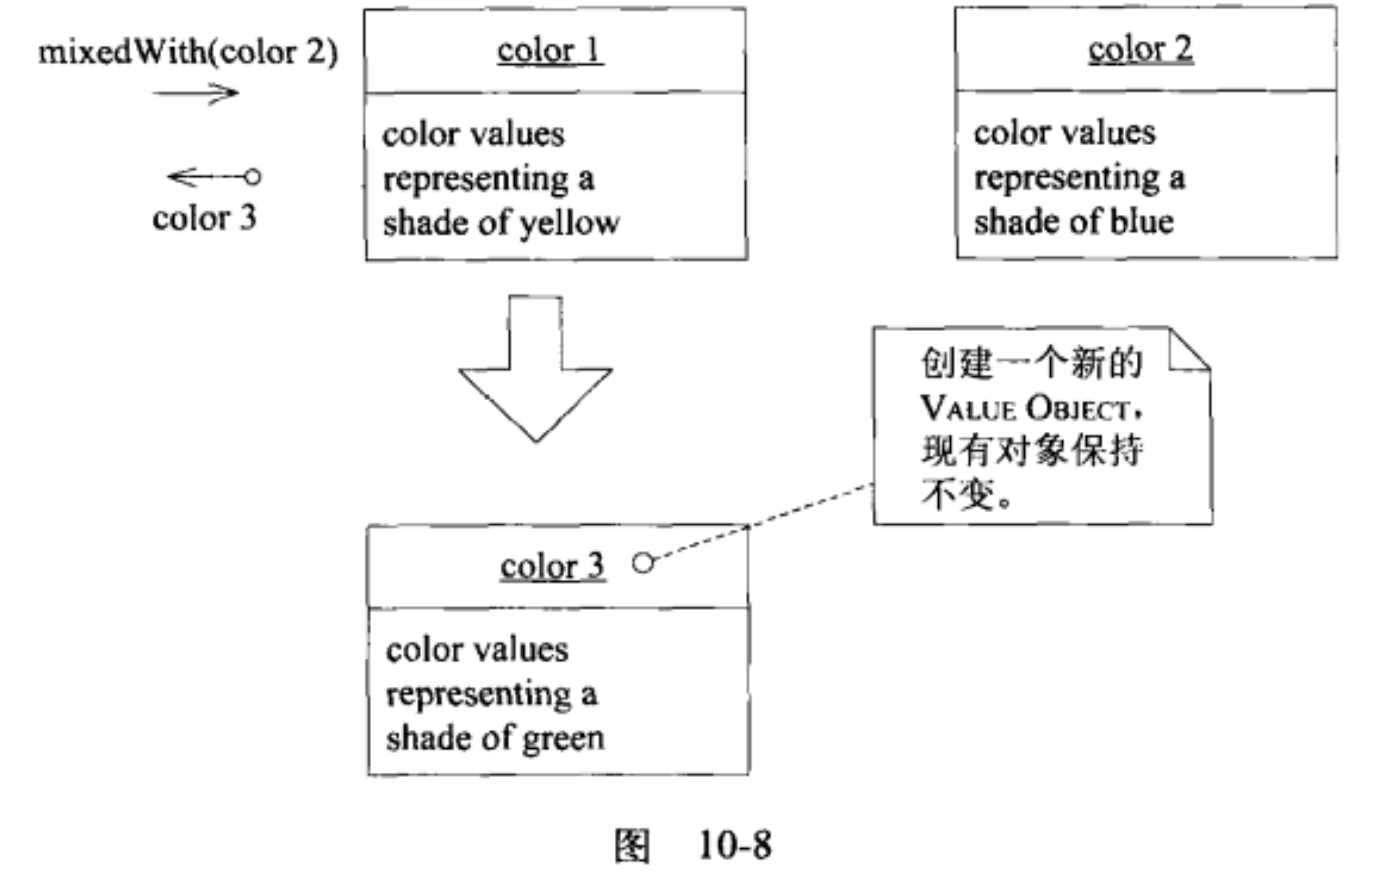 mixedWith(color 2)
color 3
color 1
color values
representing a
shade of yellow
color 2
color values
representing a
shade of blue
创建一个新的
VALUE OBJECT，
现有对象保持
不变。
color 3
color values
representing a
shade of green
图 10-8